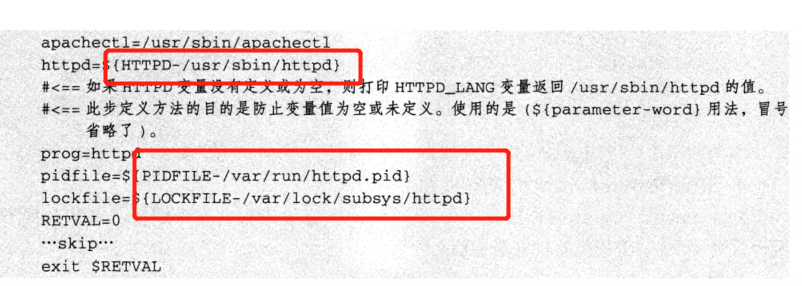 apachectl=/usr/sbin/apachectl
httpd=${HTTPD-/usr/sbin/httpd}
#<== 如果 HTTPD 变量没有定义或为空，则打印 HTTPD_LANG 变量返回 /usr/sbin/httpd 的值。
#<== 此步定义方法的目的是防止变量值为空或未定义。使用的是 (${parameter-word} 用法，冒号
省略了 )。
prog=httpd
pidfile=${PIDFILE-/var/run/httpd.pid}
lockfile=${LOCKFILE-/var/lock/subsys/httpd}
RETVAL=0
…skip…
exit $RETVAL